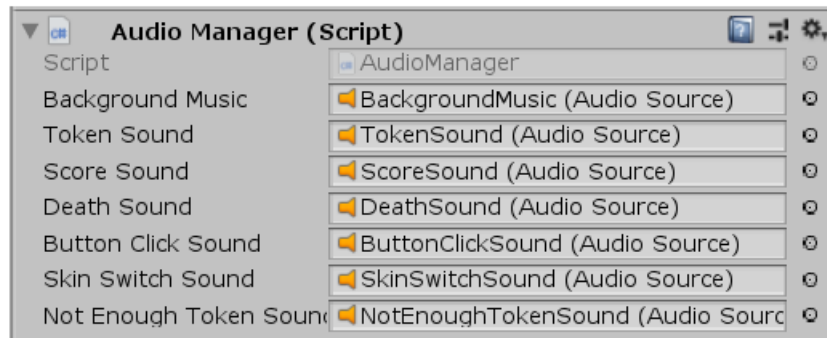 Audio Manager (Script)
Script AudioManager
Background Music BackgroundMusic (Audio Source)
Token Sound TokenSound (Audio Source)
Score Sound ScoreSound (Audio Source)
Death Sound DeathSound (Audio Source)
Button Click Sound ButtonClickSound (Audio Source)
Skin Switch Sound SkinSwitchSound (Audio Source)
Not Enough Token Soun NotEnoughTokenSound (Audio Sourc